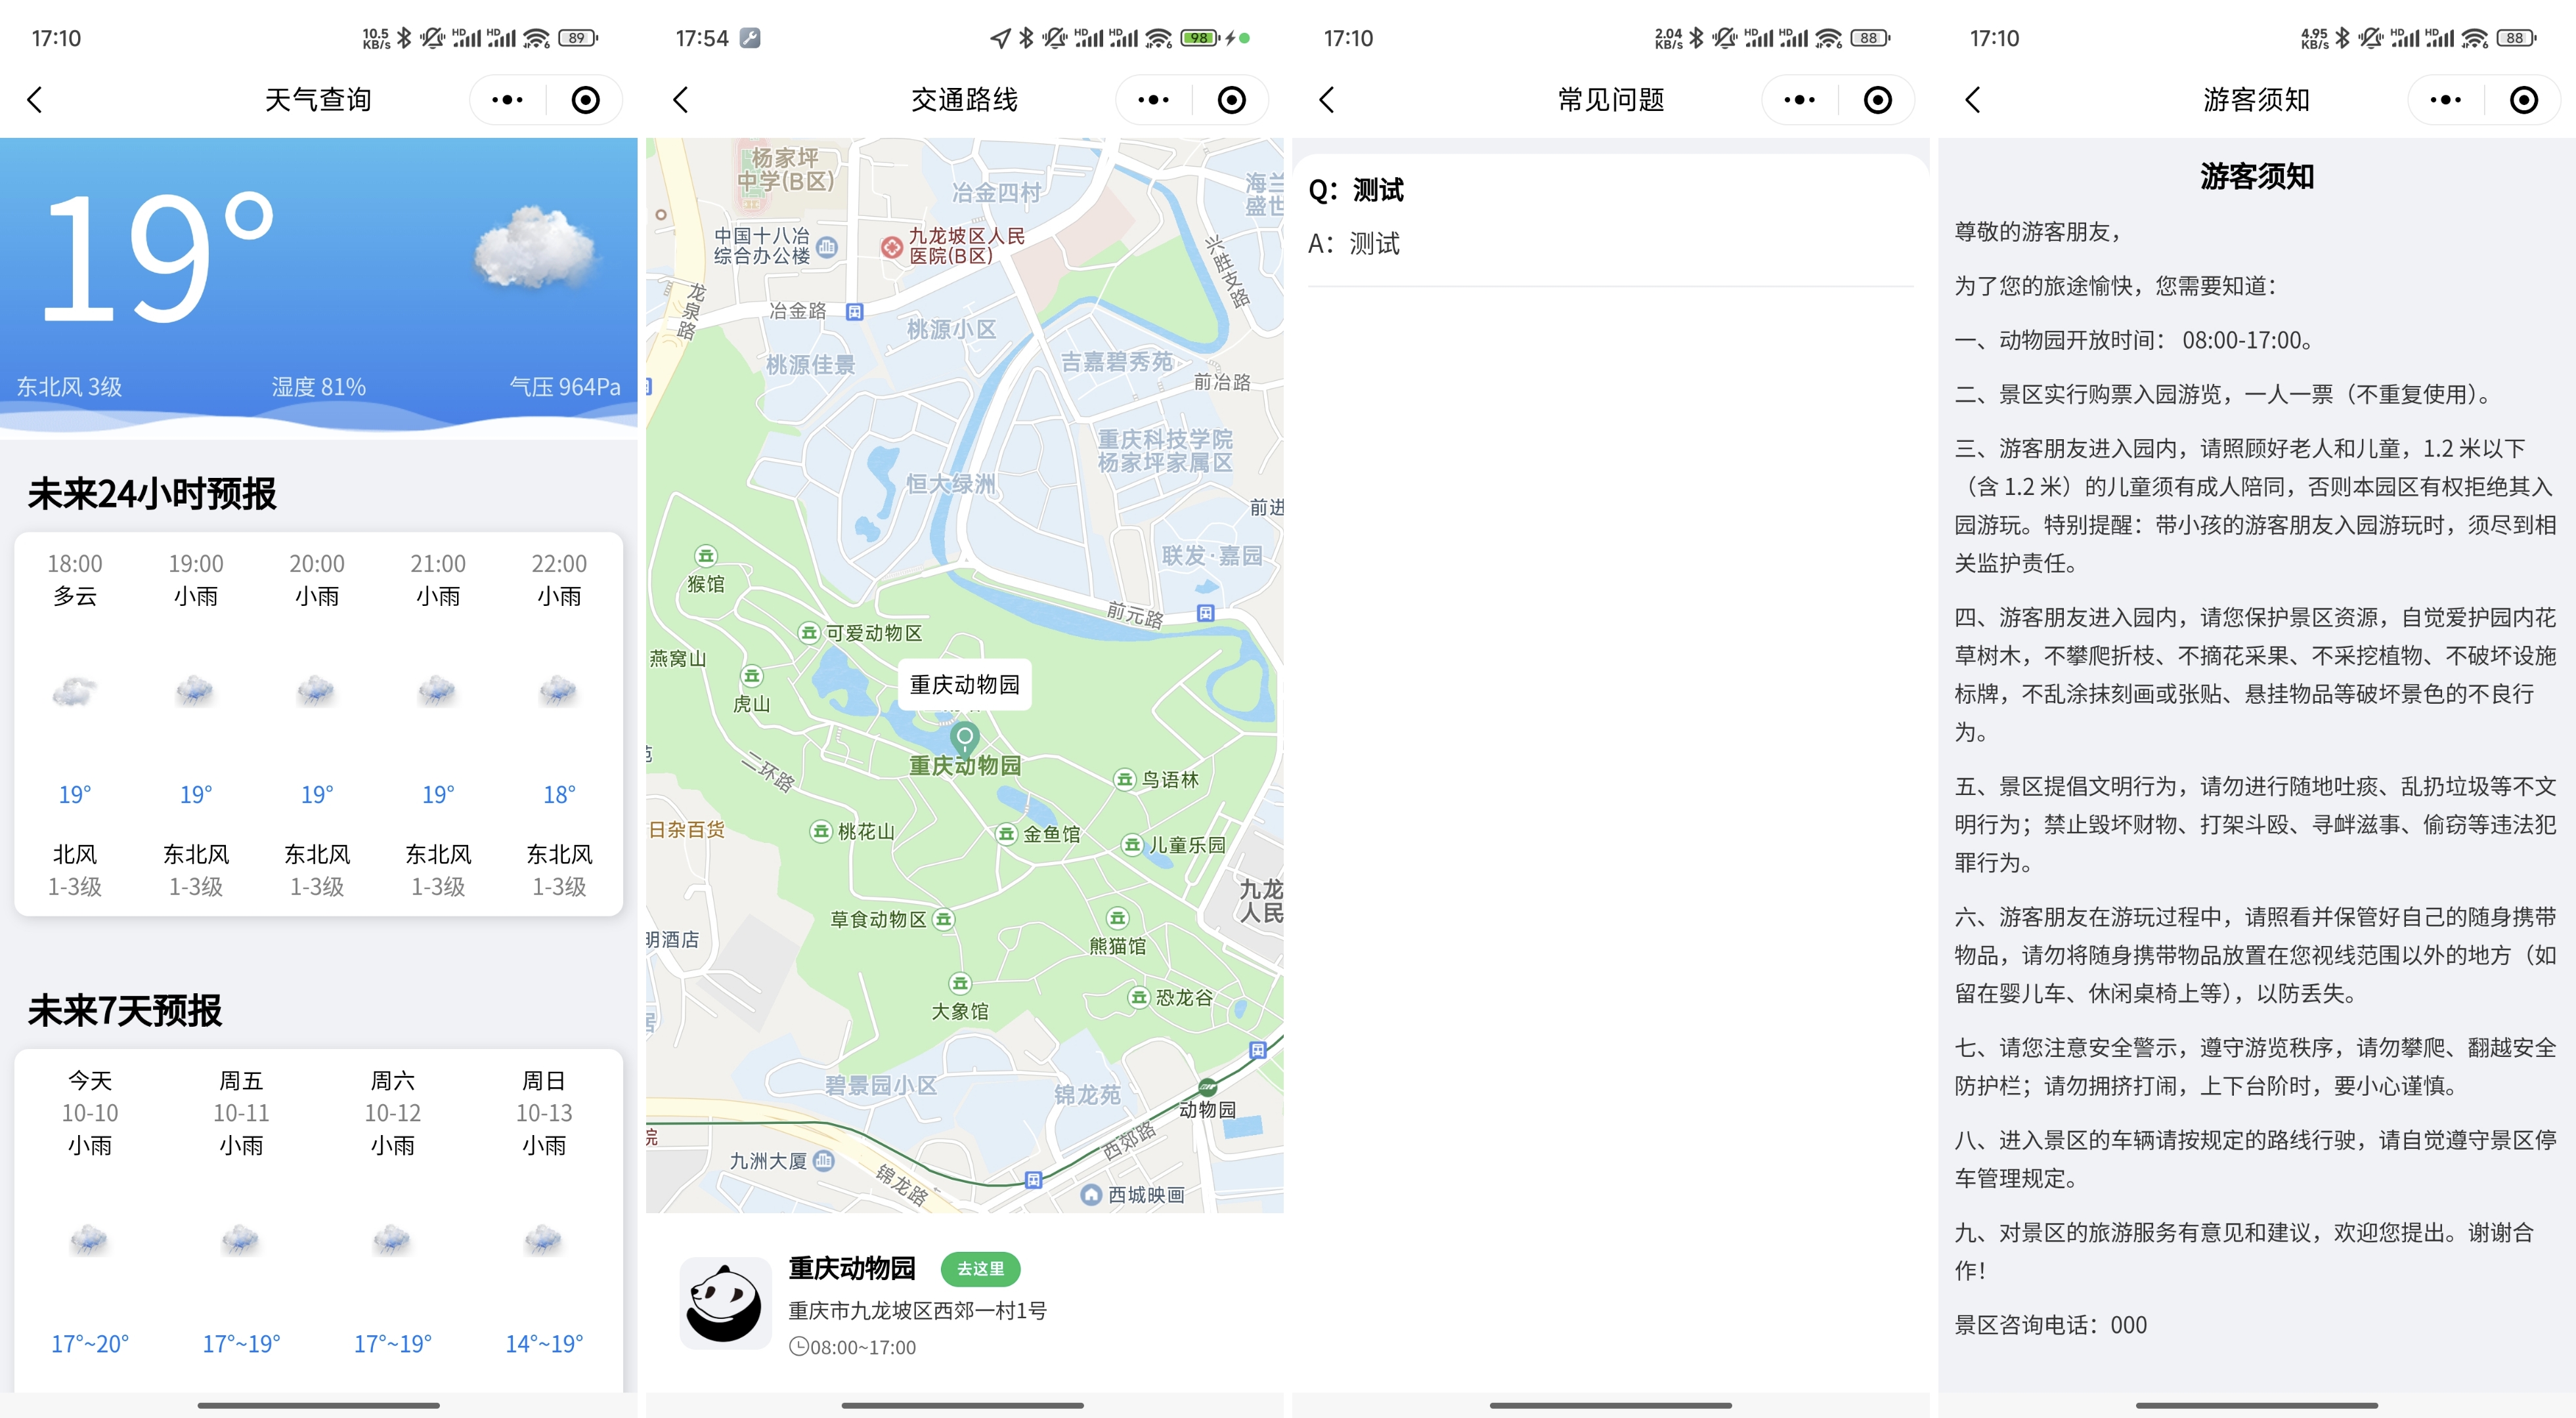 17:10
10.5 KB/s
HD
HD
6
89
天气查询
19°
东北风 3级
湿度 81%
气压 964Pa
未来24小时预报
18:00 19:00 20:00 21:00 22:00
多云 小雨 小雨 小雨 小雨
19° 19° 19° 19° 18°
北风 东北风 东北风 东北风 东北风
1-3级 1-3级 1-3级 1-3级 1-3级
未来7天预报
今天 周五 周六 周日
10-10 10-11 10-12 10-13
小雨 小雨 小雨 小雨
17°~20° 17°~19° 17°~19° 14°~19°
17:54
HD
HD
6
98
交通路线
杨家坪
中学(B区)
冶金四村
海兰
盛世
中国十八冶
综合办公楼
九龙坡区人民
医院(B区)
兴胜支路
龙泉路
冶金路
桃源小区
桃源佳景
吉嘉碧秀苑
前冶路
重庆科技学院
杨家坪家属区
恒大绿洲
前进
联发·嘉园
猴馆
前元路
可爱动物区
燕窝山
虎山
重庆动物园
重庆动物园
二环路
鸟语林
日杂百货
桃花山
金鱼馆
儿童乐园
九龙
人民
草食动物区
明酒店
熊猫馆
大象馆
恐龙谷
居
碧景园小区
锦龙苑
动物园
院
九洲大厦
西郊路
锦龙路
西城映画
重庆动物园
去这里
重庆市九龙坡区西郊一村1号
08:00~17:00
17:10
2.04 KB/s
HD
HD
6
88
常见问题
Q：测试
A：测试
17:10
4.95 KB/s
HD
HD
6
88
游客须知
游客须知
尊敬的游客朋友，
为了您的旅途愉快，您需要知道：
一、动物园开放时间： 08:00-17:00。
二、景区实行购票入园游览，一人一票（不重复使用）。
三、游客朋友进入园内，请照顾好老人和儿童，1.2 米以下
（含 1.2 米）的儿童须有成人陪同，否则本园区有权拒绝其入
园游玩。特别提醒：带小孩的游客朋友入园游玩时，须尽到相
关监护责任。
四、游客朋友进入园内，请您保护景区资源，自觉爱护园内花
草树木，不攀爬折枝、不摘花采果、不采挖植物、不破坏设施
标牌，不乱涂抹刻画或张贴、悬挂物品等破坏景色的不良行
为。
五、景区提倡文明行为，请勿进行随地吐痰、乱扔垃圾等不文
明行为；禁止毁坏财物、打架斗殴、寻衅滋事、偷窃等违法犯
罪行为。
六、游客朋友在游玩过程中，请照看并保管好自己的随身携带
物品，请勿将随身携带物品放置在您视线范围以外的地方（如
留在婴儿车、休闲桌椅上等），以防丢失。
七、请您注意安全警示，遵守游览秩序，请勿攀爬、翻越安全
防护栏；请勿拥挤打闹，上下台阶时，要小心谨慎。
八、进入景区的车辆请按规定的路线行驶，请自觉遵守景区停
车管理规定。
九、对景区的旅游服务有意见和建议，欢迎您提出。谢谢合
作！
景区咨询电话：000